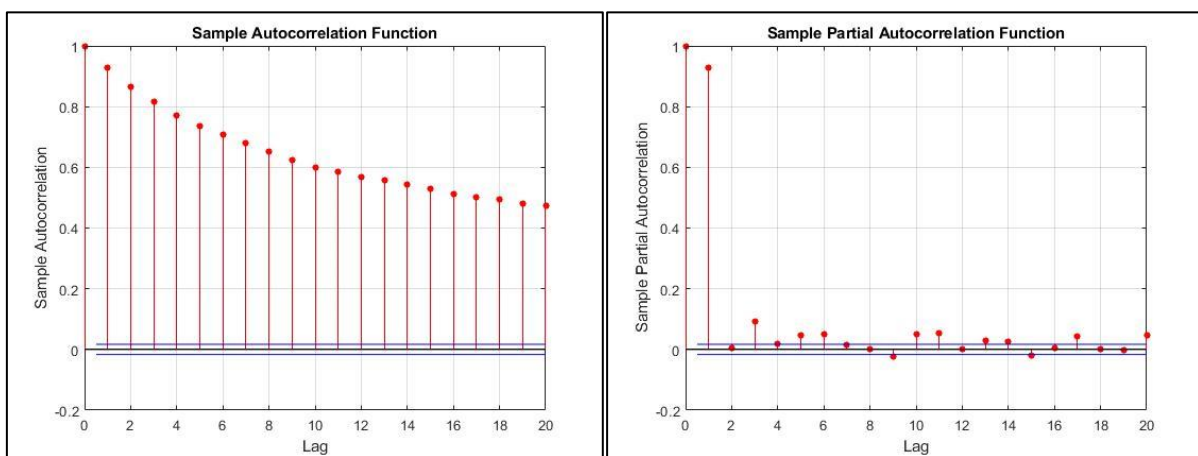 Sample Autocorrelation Function
1
0.8
0.6
0.4
0.2
0
-0.2
Sample Autocorrelation
0 2 4 6 8 10 12 14 16 18 20
Lag
Sample Partial Autocorrelation Function
1
0.8
0.6
0.4
0.2
0
-0.2
Sample Partial Autocorrelation
0 2 4 6 8 10 12 14 16 18 20
Lag